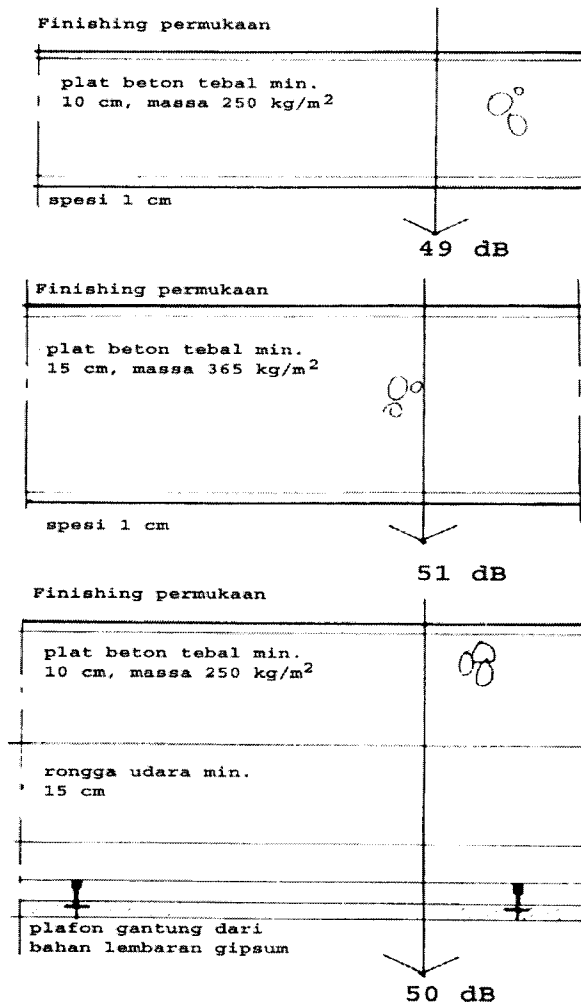 Finishing permukaan
plat beton tebal min.
10 cm, massa 250 kg/m²
spesi 1 cm
49 dB
Finishing permukaan
plat beton tebal min.
15 cm, massa 365 kg/m²
spesi 1 cm
51 dB
Finishing permukaan
plat beton tebal min.
10 cm, massa 250 kg/m²
rongga udara min.
15 cm
plafon gantung dari
bahan lembaran gipsum
50 dB